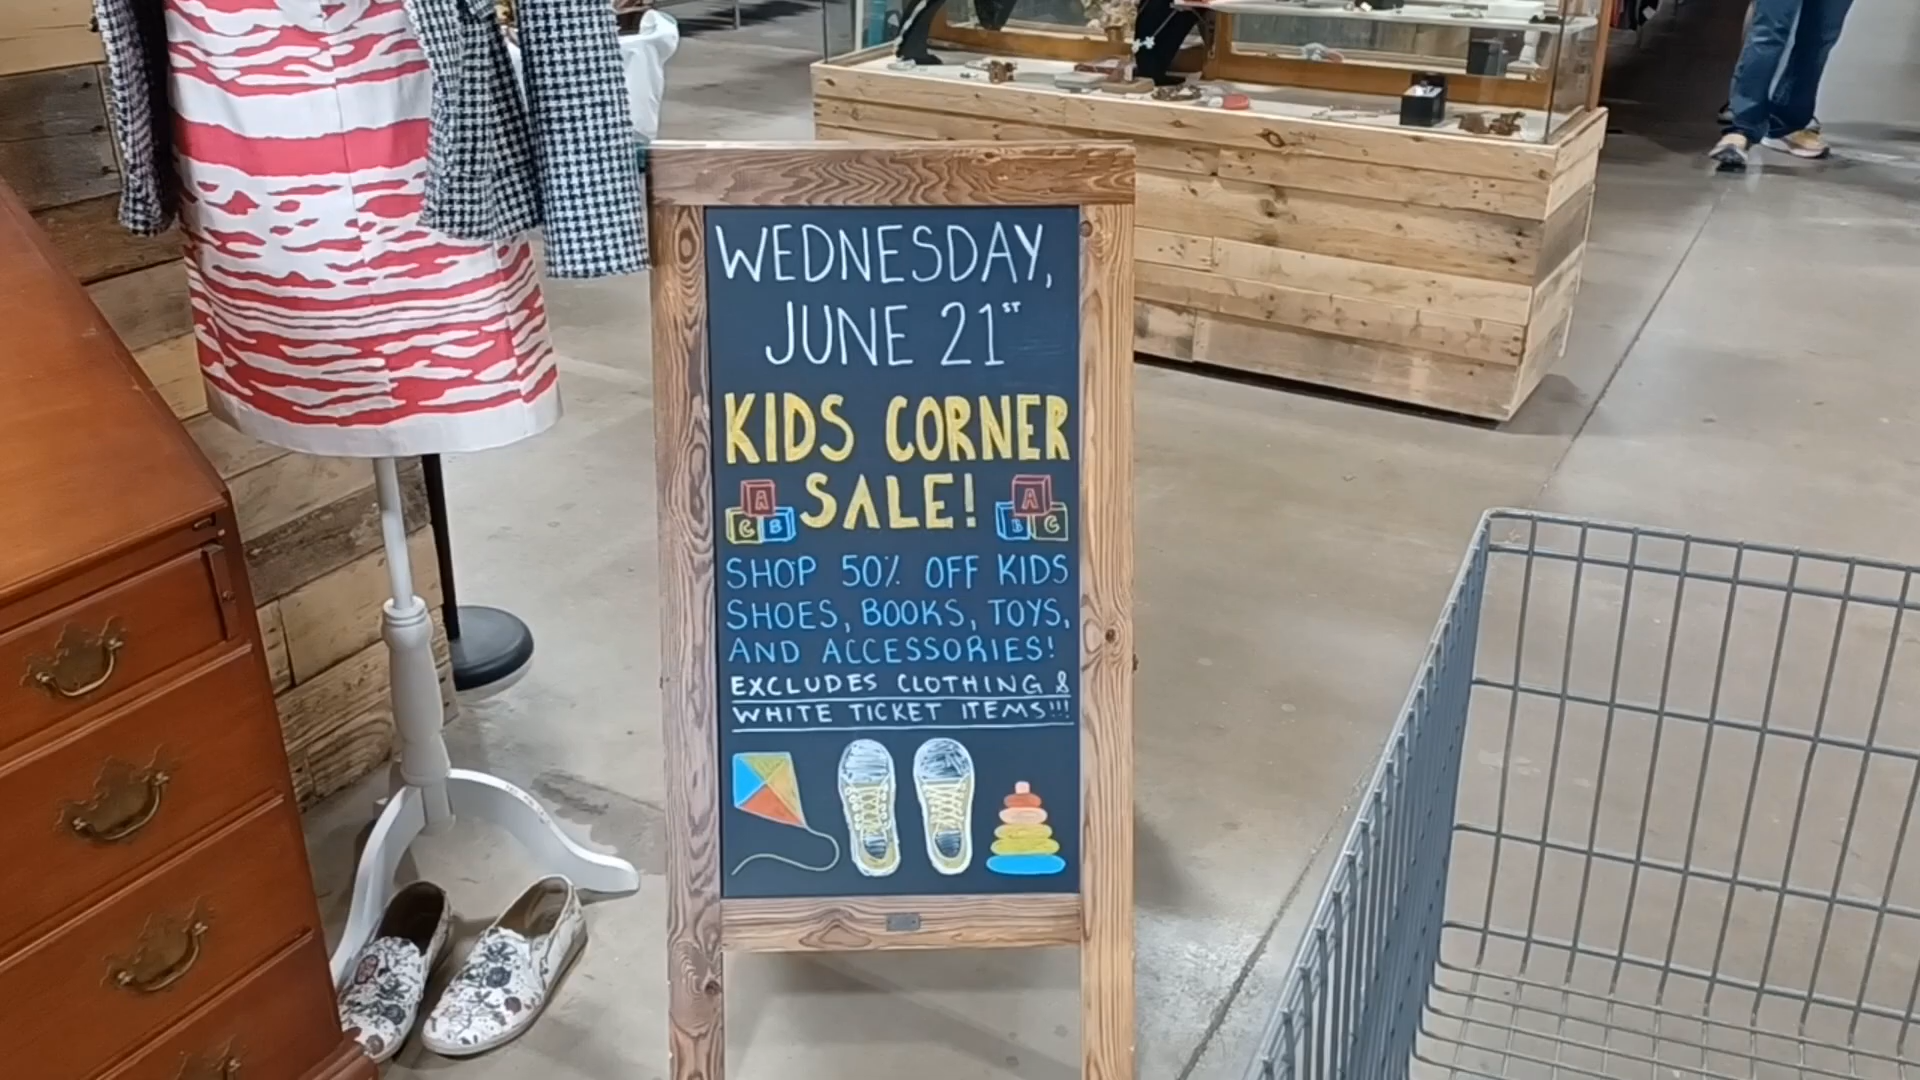 WEDNESDAY,
JUNE 21ST
KIDS CORNER
SALE!
A
C B
A
B C
SHOP 50% OFF KIDS
SHOES, BOOKS, TOYS,
AND ACCESSORIES!
EXCLUDES CLOTHING &
WHITE TICKET ITEMS!!!